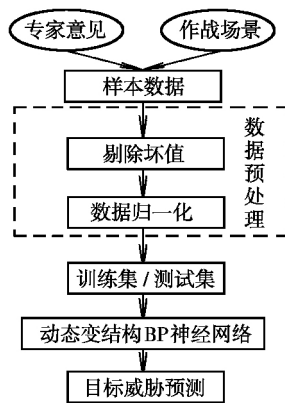 专家意见
作战场景
样本数据
剔除坏值
数据归一化
数据预处理
训练集/测试集
动态变结构BP神经网络
目标威胁预测